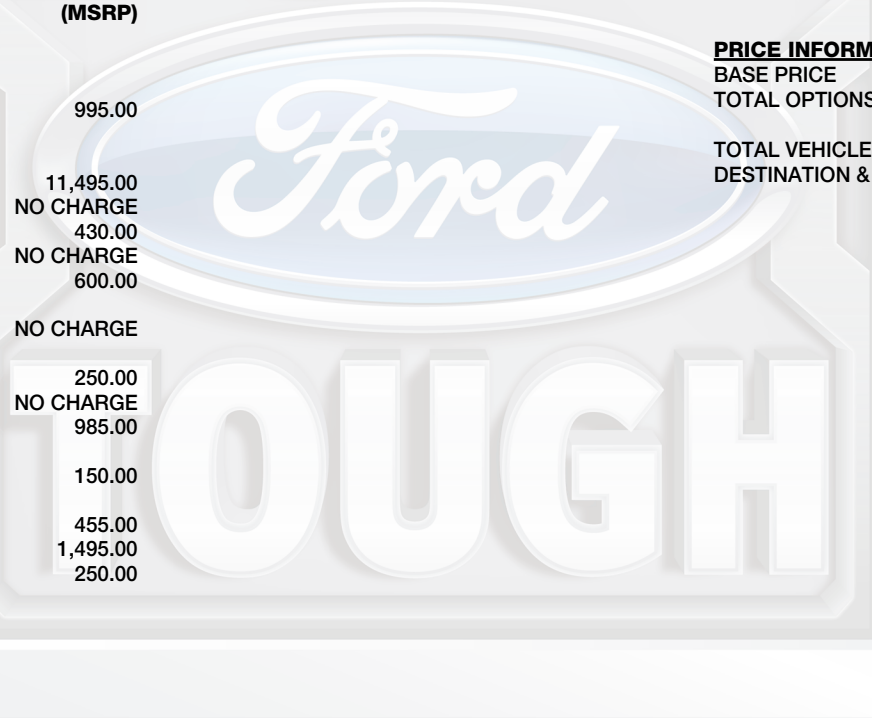 (MSRP)
995.00
11,495.00
NO CHARGE
430.00
NO CHARGE
600.00
NO CHARGE
250.00
NO CHARGE
985.00
150.00
455.00
1,495.00
250.00
PRICE INFORM
BASE PRICE
TOTAL OPTIONS
TOTAL VEHICLE
DESTINATION &
Ford
TOUGH